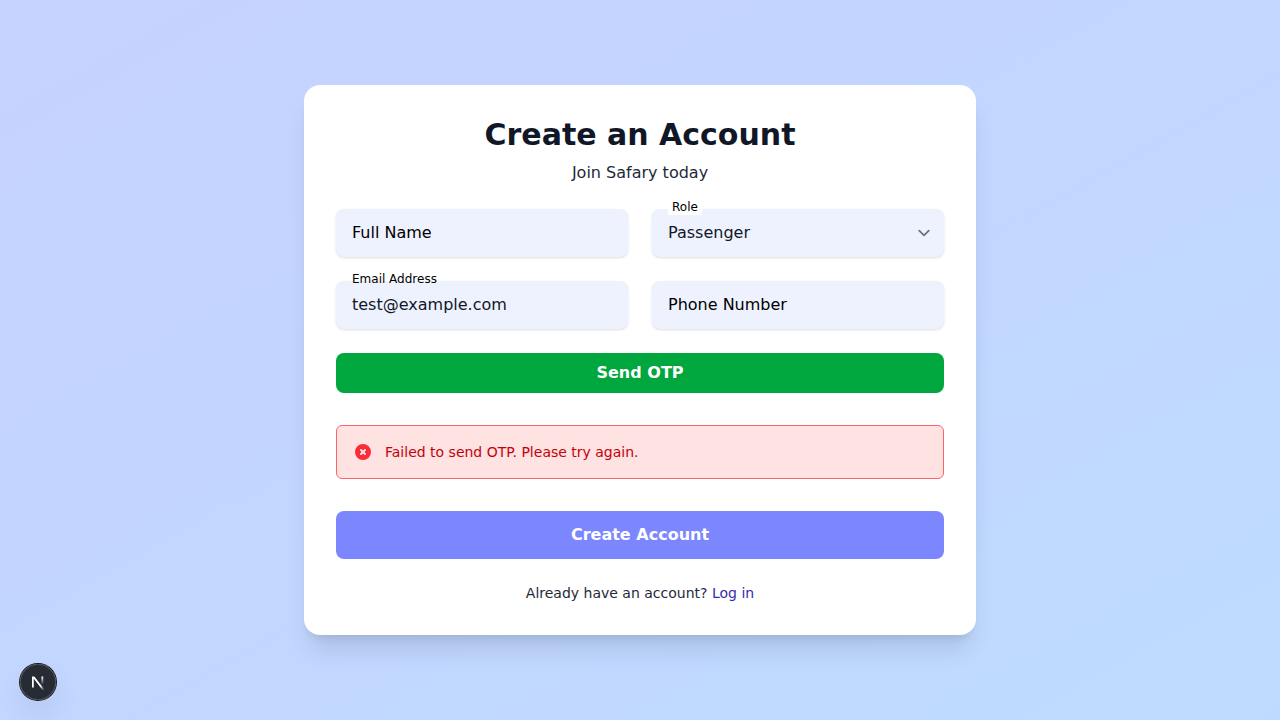 Create an Account
Join Safary today
Full Name
Role
Passenger
Email Address
test@example.com
Phone Number
Send OTP
Failed to send OTP. Please try again.
Create Account
Already have an account? Log in
N